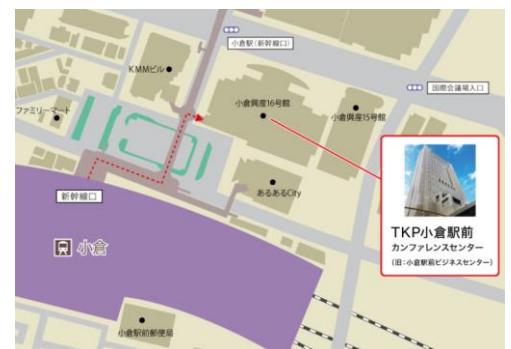 小倉駅(新幹線口)
KMMビル
国際会議場入口
小倉興産16号館
ファミリーマート
小倉興産15号館
あるあるCity
新幹線口
小倉
TKP小倉駅前
カンファレンスセンター
(旧:小倉駅前ビジネスセンター)
小倉駅前郵便局